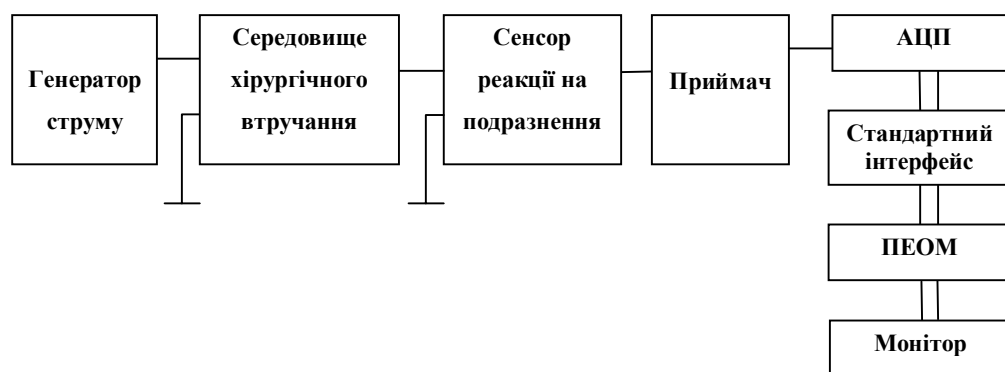 Генератор
струму
Середовище
хірургічного
втручання
Сенсор
реакції на
подразнення
Приймач
АЦП
Стандартний
інтерфейс
ПЕОМ
Монітор